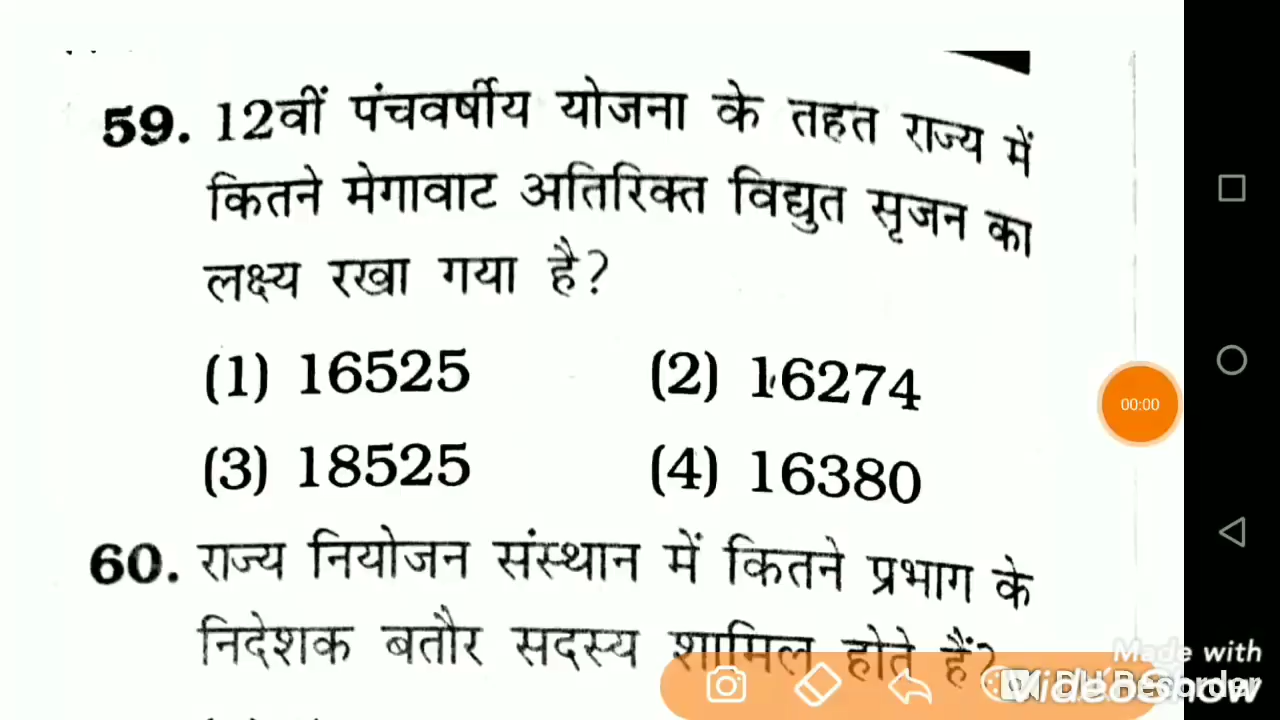 59. 12वीं पंचवर्षीय योजना के तहत राज्य में
कितने मेगावाट अतिरिक्त विद्युत सृजन का
लक्ष्य रखा गया है?
(1) 16525 (2) 16274
(3) 18525 (4) 16380
00:00
60. राज्य नियोजन संस्थान में कितने प्रभाग के
निदेशक बतौर सदस्य शामिल होते हैं?
Made with
VideoShow